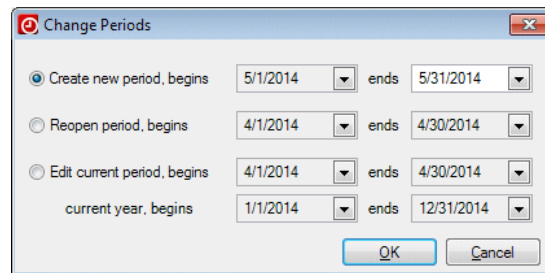 Change Periods
Create new period, begins 5/1/2014 ends 5/31/2014
Reopen period, begins 4/1/2014 ends 4/30/2014
Edit current period, begins 4/1/2014 ends 4/30/2014
current year, begins 1/1/2014 ends 12/31/2014
OK Cancel